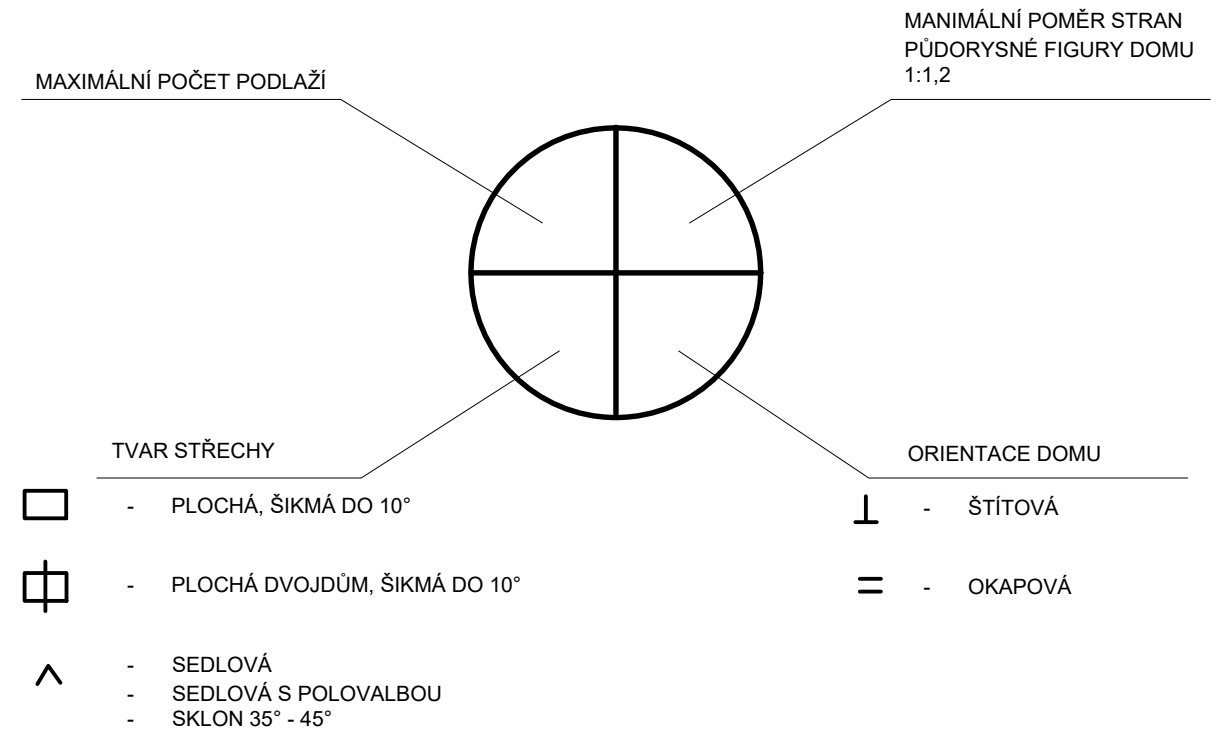 MAXIMÁLNÍ POČET PODLAŽÍ
MANIMÁLNÍ POMĚR STRAN
PŮDORYSNÉ FIGURY DOMU
1:1,2
TVAR STŘECHY
- PLOCHÁ, ŠIKMÁ DO 10°
- PLOCHÁ DVOJDŮM, ŠIKMÁ DO 10°
- SEDLOVÁ
- SEDLOVÁ S POLOVALBOU
- SKLON 35° - 45°
ORIENTACE DOMU
- ŠTÍTOVÁ
- OKAPOVÁ